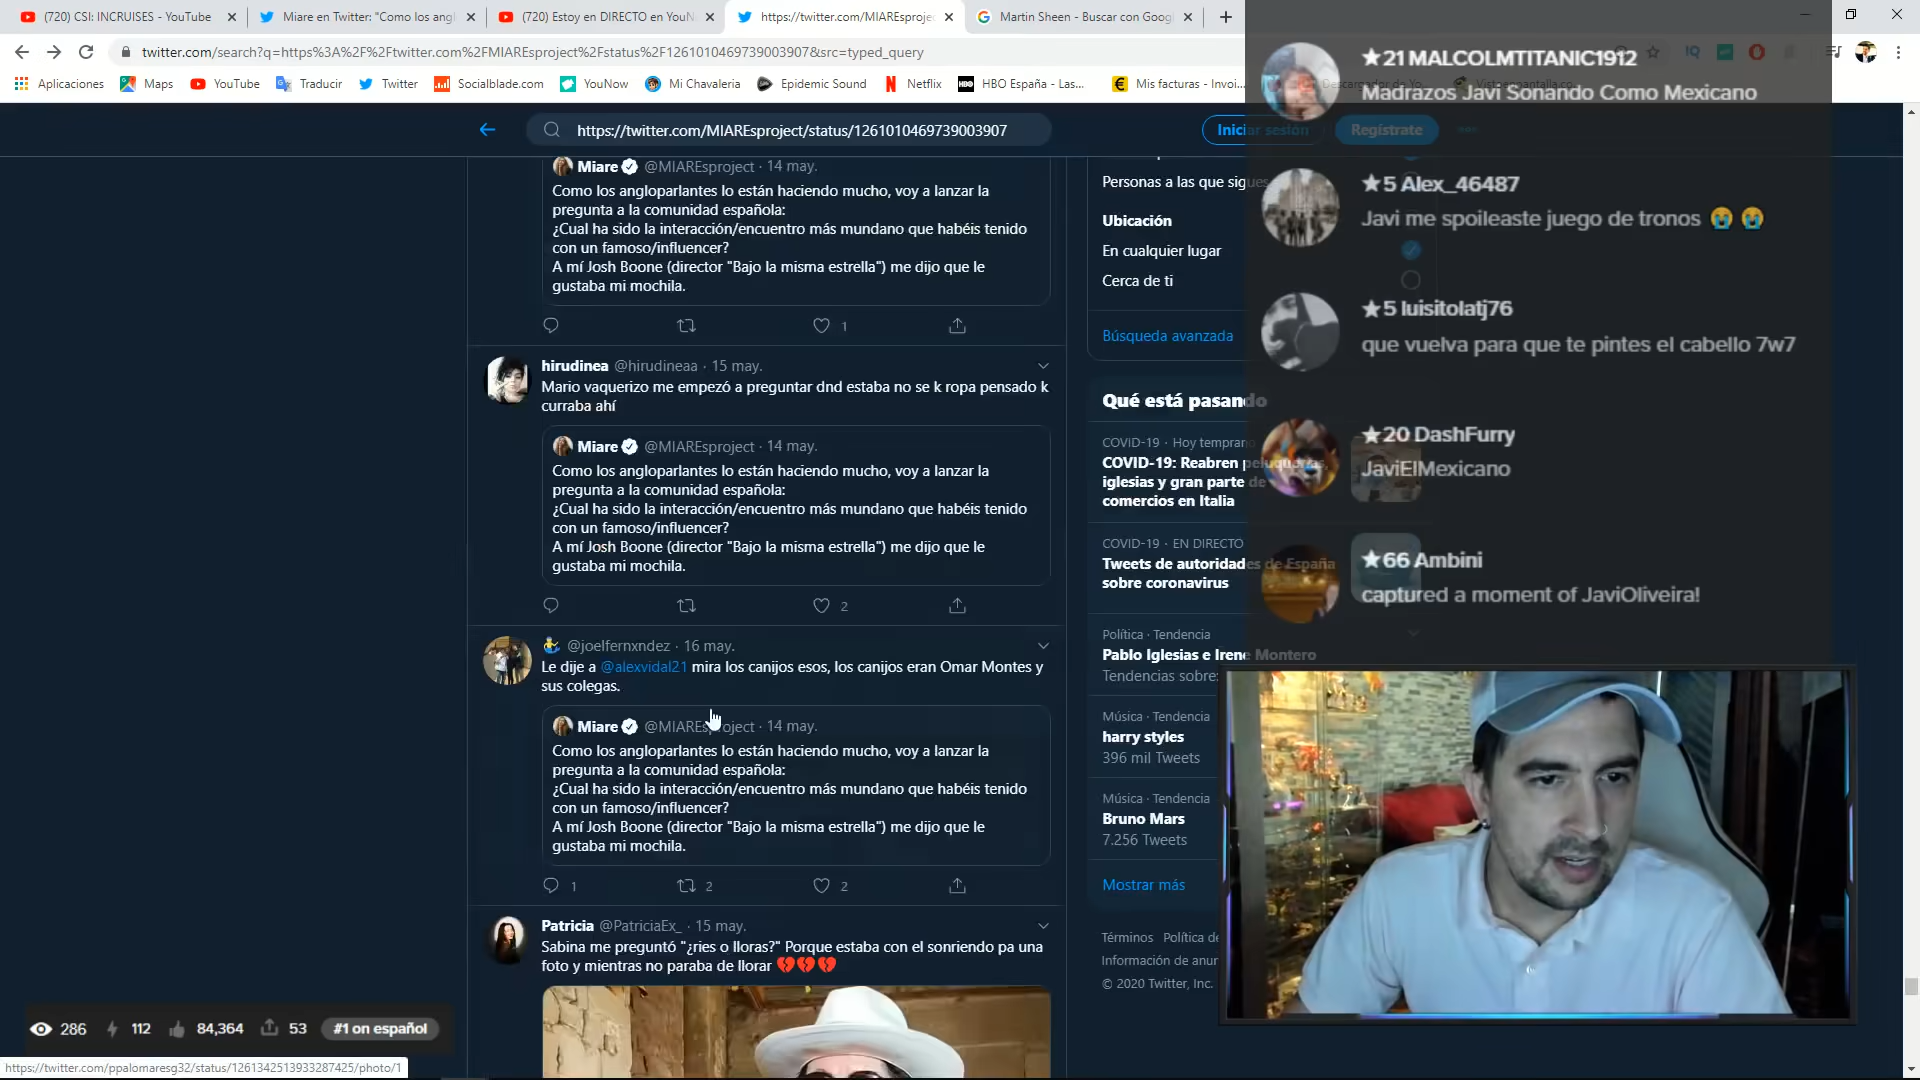 (720) CSI: INCRUISES - YouTube
Miare en Twitter: "Como los angl
(720) Estoy en DIRECTO en YouN
https://twitter.com/MIAREsproje
Martin Sheen - Buscar con Googl
twitter.com/search?q=https%3A%2F%2Ftwitter.com%2FMIAREsproject%2Fstatus%2F1261010469739003907&src=typed_query
Aplicaciones
Maps
YouTube
Traducir
Twitter
Socialblade.com
YouNow
Mi Chavaleria
Epidemic Sound
Netflix
HBO España - Las...
Mis facturas - Invoi...
https://twitter.com/MIAREsproject/status/1261010469739003907
Iniciar sesión
Regístrate
Miare @MIAREsproject · 14 may.
Como los angloparlantes lo están haciendo mucho, voy a lanzar la
pregunta a la comunidad española:
¿Cual ha sido la interacción/encuentro más mundano que habéis tenido
con un famoso/influencer?
A mí Josh Boone (director "Bajo la misma estrella") me dijo que le
gustaba mi mochila.
1
hirudinea @hirudineaa · 15 may.
Mario vaquerizo me empezó a preguntar dnd estaba no se k ropa pensado k
curraba ahí
Miare @MIAREsproject · 14 may.
Como los angloparlantes lo están haciendo mucho, voy a lanzar la
pregunta a la comunidad española:
¿Cual ha sido la interacción/encuentro más mundano que habéis tenido
con un famoso/influencer?
A mí Josh Boone (director "Bajo la misma estrella") me dijo que le
gustaba mi mochila.
2
@joelfernxndez · 16 may.
Le dije a @alexvidal21 mira los canijos esos, los canijos eran Omar Montes y
sus colegas.
Miare @MIAREsproject · 14 may.
Como los angloparlantes lo están haciendo mucho, voy a lanzar la
pregunta a la comunidad española:
¿Cual ha sido la interacción/encuentro más mundano que habéis tenido
con un famoso/influencer?
A mí Josh Boone (director "Bajo la misma estrella") me dijo que le
gustaba mi mochila.
1 2 2
Patricia @PatriciaEx_ · 15 may.
Sabina me preguntó "¿ries o lloras?" Porque estaba con el sonriendo pa una
foto y mientras no paraba de llorar 💔💔💔
Personas a las que sigues
Ubicación
En cualquier lugar
Cerca de ti
Búsqueda avanzada
Qué está pasando
COVID-19 · Hoy temprano
COVID-19: Reabren peluquerías,
iglesias y gran parte de
comercios en Italia
COVID-19 · EN DIRECTO
Tweets de autoridades de España
sobre coronavirus
Política · Tendencia
Pablo Iglesias e Irene Montero
Tendencias sobre:
Música · Tendencia
harry styles
396 mil Tweets
Música · Tendencia
Bruno Mars
7.256 Tweets
Mostrar más
Términos Política de
Información de anun
© 2020 Twitter, Inc.
★21 MALCOLMTITANIC1912
Madrazos Javi Sonando Como Mexicano
★5 Alex_46487
Javi me spoileaste juego de tronos 😭 😭
★5 luisitolatj76
que vuelva para que te pintes el cabello 7w7
★20 DashFurry
JaviElMexicano
★66 Ambini
captured a moment of JaviOliveira!
286 112 84,364 53 #1 on español
https://twitter.com/ppalomaresg32/status/1261342513933287425/photo/1